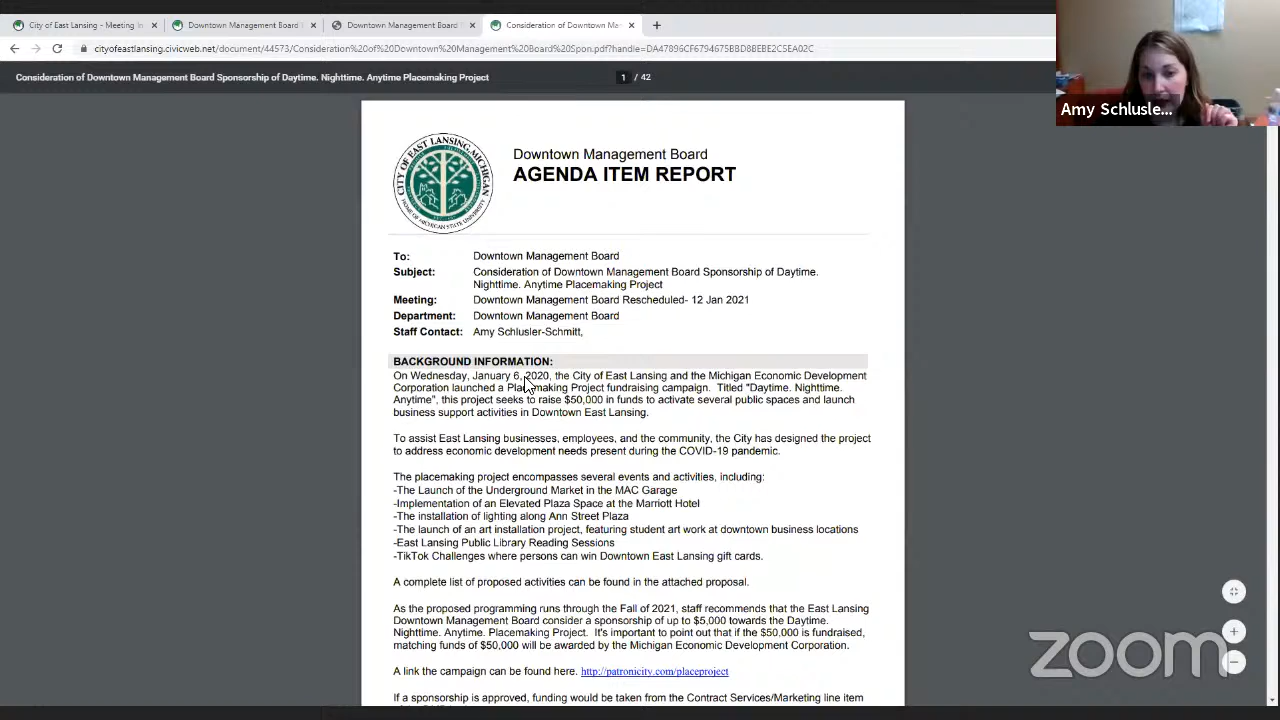 City of East Lansing - Meeting In
Downtown Management Board
Downtown Management Board
Consideration of Downtown Ma
cityofeastlansing.civicweb.net/document/44573/Consideration%20of%20Downtown%20Management%20Board%20Spon.pdf?handle=DA47896CF6794675BBD8BEBE2C5EA02C
Consideration of Downtown Management Board Sponsorship of Daytime. Nighttime. Anytime Placemaking Project
1 / 42
Amy Schlusle...
CITY OF EAST LANSING, MICHIGAN
HOME OF MICHIGAN STATE UNIVERSITY
Downtown Management Board
AGENDA ITEM REPORT
To: Downtown Management Board
Subject: Consideration of Downtown Management Board Sponsorship of Daytime.
Nighttime. Anytime Placemaking Project
Meeting: Downtown Management Board Rescheduled- 12 Jan 2021
Department: Downtown Management Board
Staff Contact: Amy Schlusler-Schmitt,
BACKGROUND INFORMATION:
On Wednesday, January 6, 2020, the City of East Lansing and the Michigan Economic Development
Corporation launched a Placemaking Project fundraising campaign. Titled "Daytime. Nighttime.
Anytime", this project seeks to raise $50,000 in funds to activate several public spaces and launch
business support activities in Downtown East Lansing.
To assist East Lansing businesses, employees, and the community, the City has designed the project
to address economic development needs present during the COVID-19 pandemic.
The placemaking project encompasses several events and activities, including:
-The Launch of the Underground Market in the MAC Garage
-Implementation of an Elevated Plaza Space at the Marriott Hotel
-The installation of lighting along Ann Street Plaza
-The launch of an art installation project, featuring student art work at downtown business locations
-East Lansing Public Library Reading Sessions
-TikTok Challenges where persons can win Downtown East Lansing gift cards.
A complete list of proposed activities can be found in the attached proposal.
As the proposed programming runs through the Fall of 2021, staff recommends that the East Lansing
Downtown Management Board consider a sponsorship of up to $5,000 towards the Daytime.
Nighttime. Anytime. Placemaking Project. It's important to point out that if the $50,000 is fundraised,
matching funds of $50,000 will be awarded by the Michigan Economic Development Corporation.
A link the campaign can be found here. http://patronicity.com/placeproject
If a sponsorship is approved, funding would be taken from the Contract Services/Marketing line item
zoom